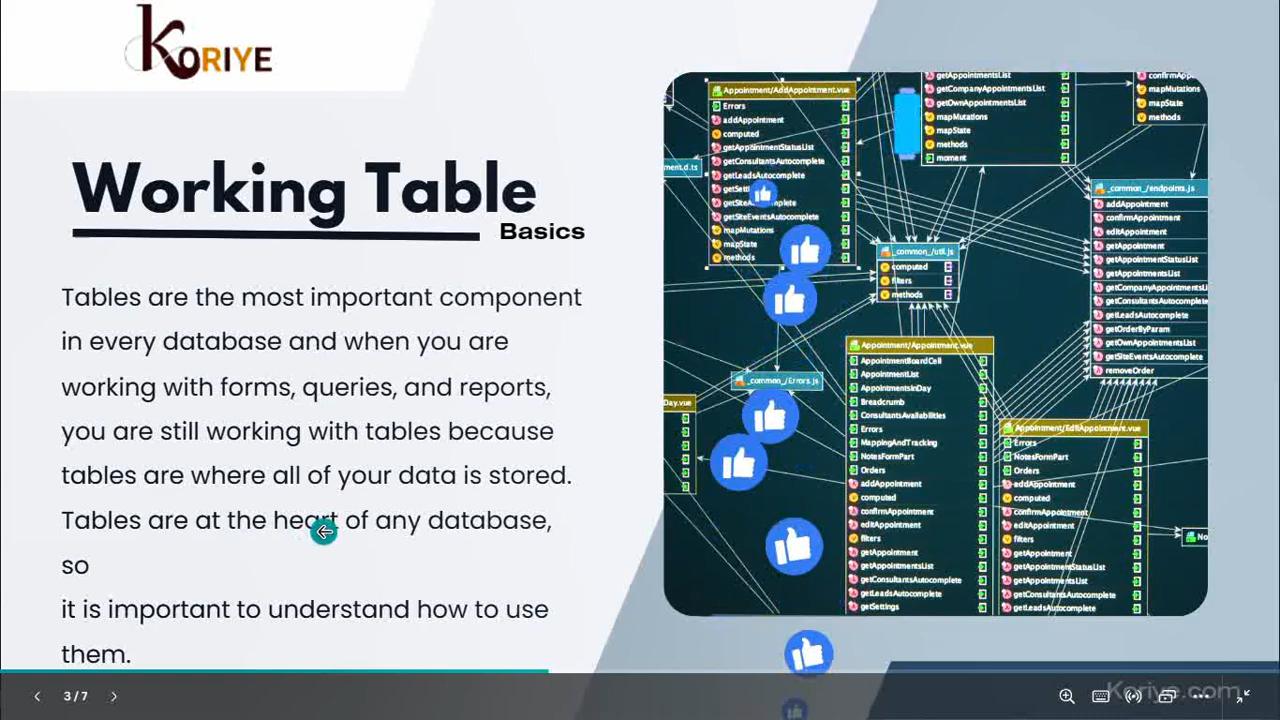 KORIYE
Working Table
Basics
Tables are the most important component
in every database and when you are
working with forms, queries, and reports,
you are still working with tables because
tables are where all of your data is stored.
Tables are at the heart of any database,
so
it is important to understand how to use
them.
Appointment/AddAppointment.vue
Errors
addAppointment
computed
getAppointmentStatusList
getConsultantsAutocomplete
getLeadsAutocomplete
getSiteEventsAutocomplete
mapMutations
mapState
methods
getAppointmentsList
getCompanyAppointmentsList
getOwnAppointmentsList
mapMutations
mapState
methods
moment
mapMutations
mapState
methods
ment.d.ts
_common_/util.js
computed
filters
methods
_common_/endpoints.js
addAppointment
confirmAppointment
editAppointment
getAppointment
getAppointmentStatusList
getAppointmentsList
getCompanyAppointmentsList
getConsultantsAutocomplete
getLeadsAutocomplete
getOrderByParam
getOwnAppointmentsList
getSiteEventsAutocomplete
removeOrder
_common_/Errors.js
Day.vue
Appointment/Appointment.vue
AppointmentBoardCell
AppointmentList
AppointmentsInDay
Breadcrumb
ConsultantsAvailabilities
Errors
MappingAndTracking
NotesFormPart
Orders
addAppointment
computed
confirmAppointment
editAppointment
filters
getAppointment
getAppointmentsList
getConsultantsAutocomplete
getLeadsAutocomplete
getSettings
Appointment/EditAppointment.vue
Errors
NotesFormPart
Orders
addAppointment
computed
confirmAppointment
editAppointment
filters
getAppointment
getAppointmentStatusList
getAppointmentsList
getConsultantsAutocomplete
getLeadsAutocomplete
No
3/7
Koriye.com